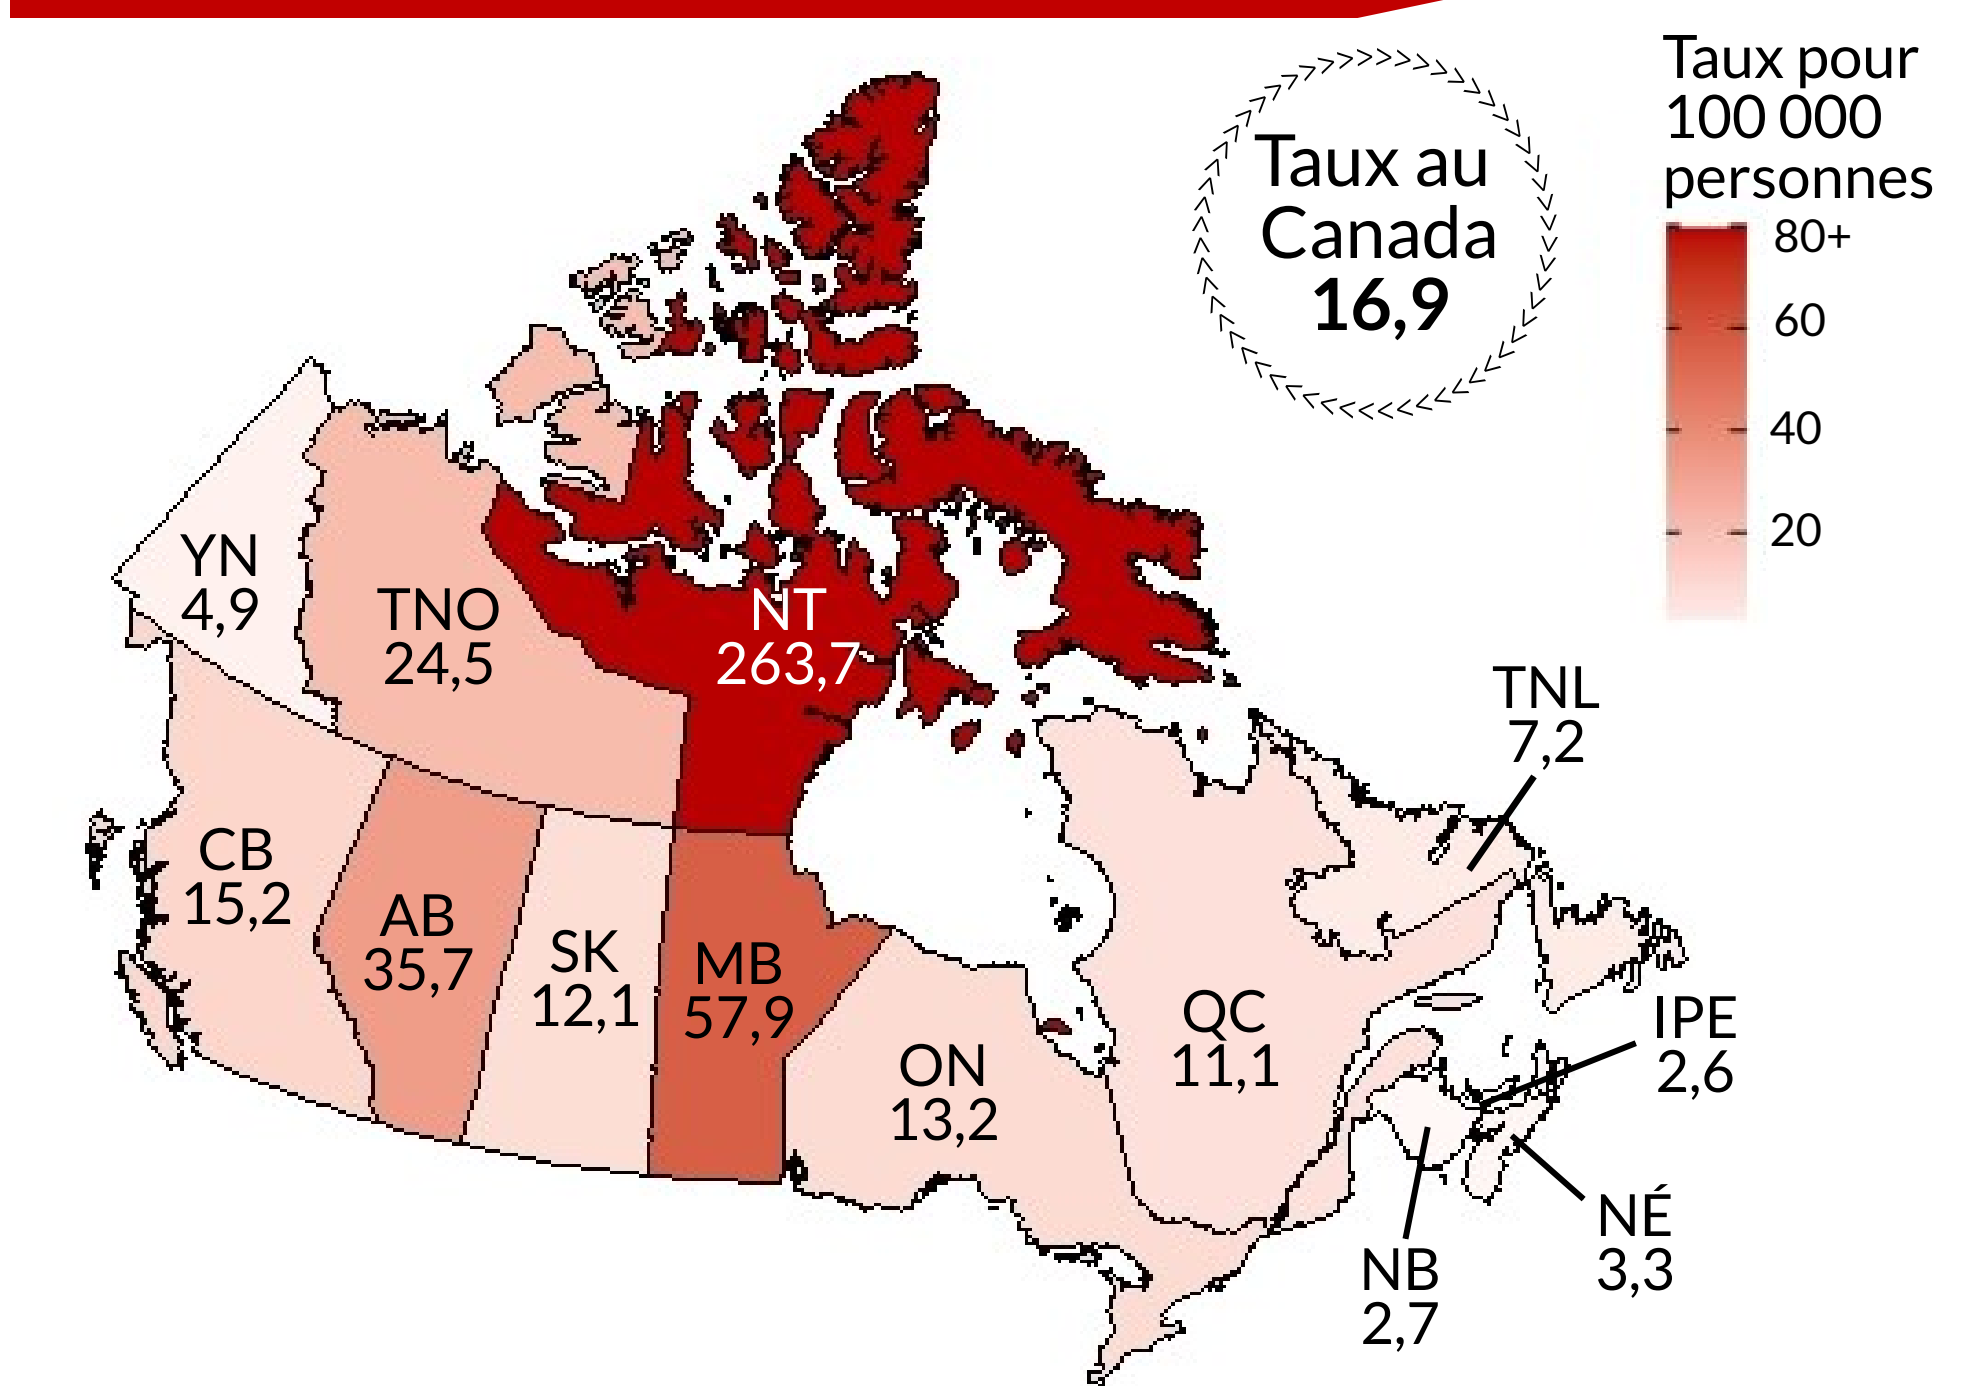 Taux pour
100 000
personnes
80+
60
40
20
Taux au
Canada
16,9
YN
4,9
TNO
24,5
NT
263,7
TNL
7,2
CB
15,2
AB
35,7
SK
12,1
MB
57,9
ON
13,2
QC
11,1
IPE
2,6
NÉ
3,3
NB
2,7